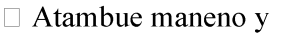 □ Atambue maneno y